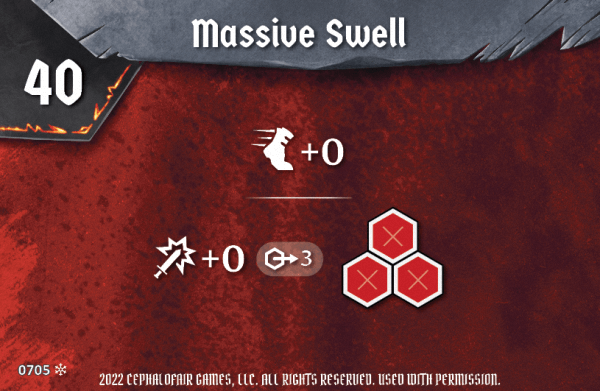 Massive Swell
40
+0
+0 3
0705
2022 CEPHALOFAIR GAMES, LLC. ALL RIGHTS RESERVED. USED WITH PERMISSION.